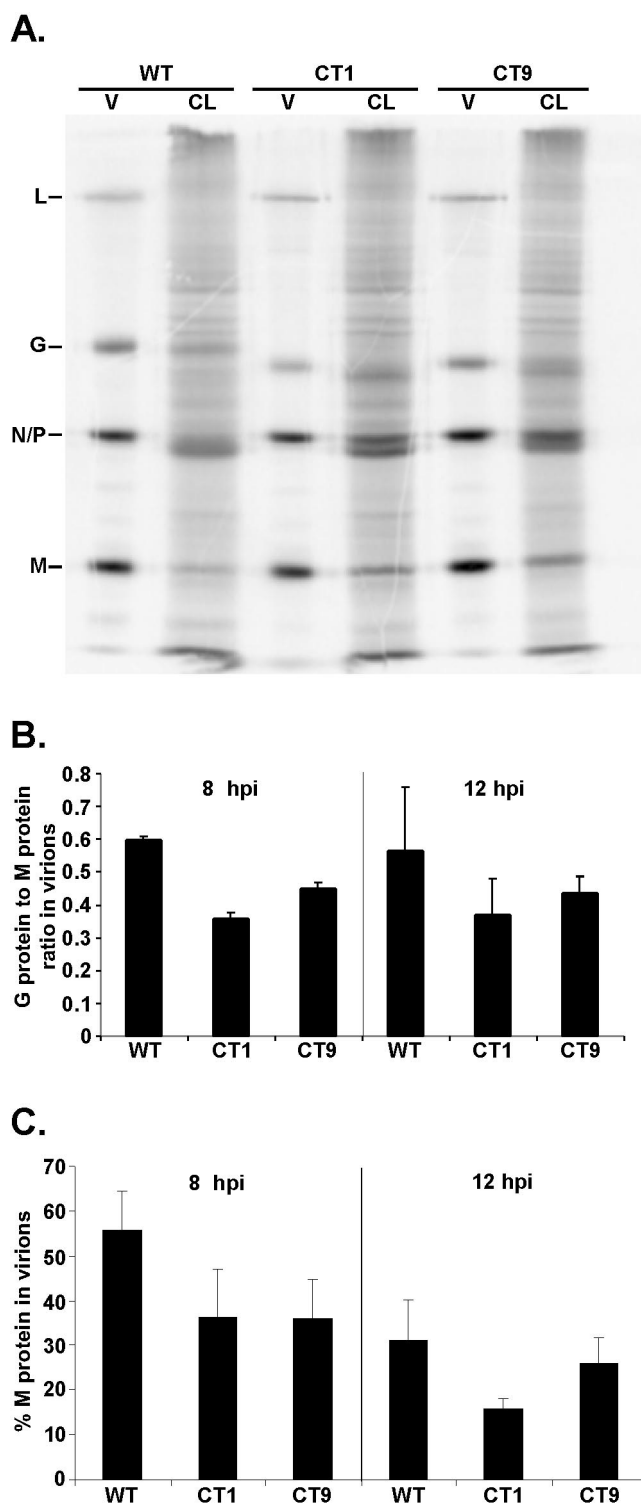 A.
WT CT1 CT9
V CL V CL V CL
L
G
N/P
M
B.
G protein to M protein
ratio in virions
0.8
0.7
0.6
0.5
0.4
0.3
0.2
0.1
0
8 hpi 12 hpi
WT CT1 CT9 WT CT1 CT9
C.
% M protein in virions
70
60
50
40
30
20
10
0
8 hpi 12 hpi
WT CT1 CT9 WT CT1 CT9